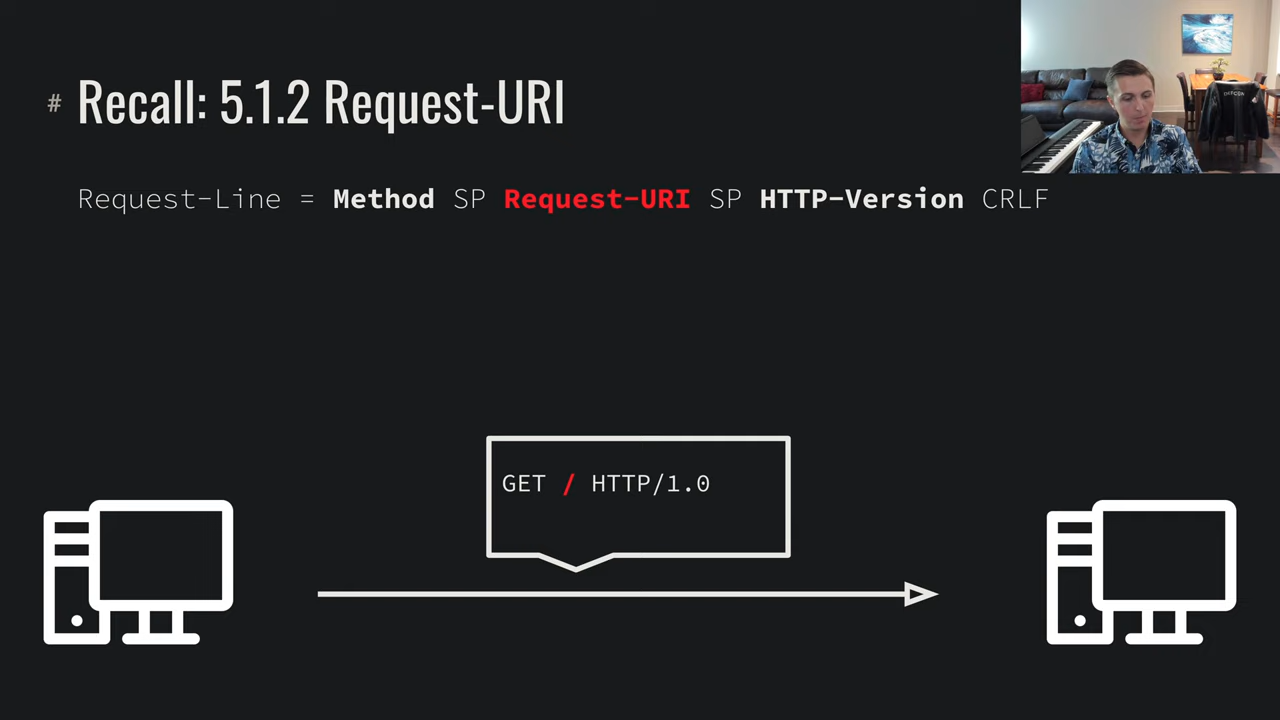 # Recall: 5.1.2 Request-URI
Request-Line = Method SP Request-URI SP HTTP-Version CRLF
GET / HTTP/1.0
DEFCON